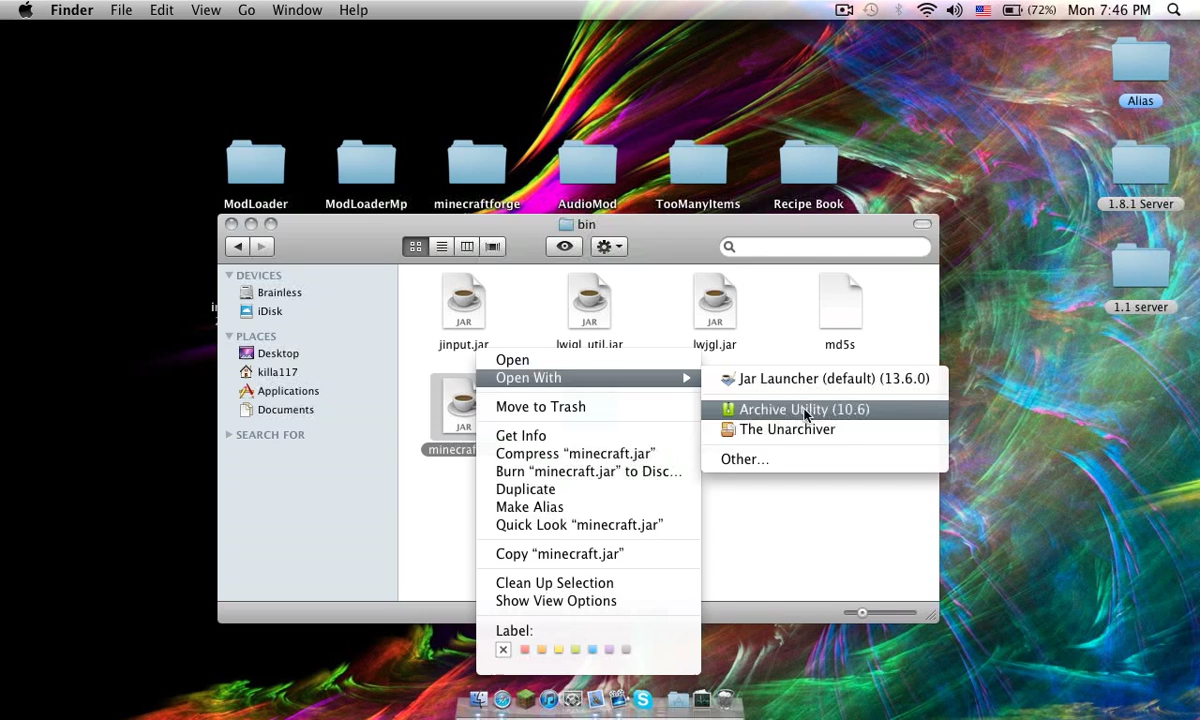 Finder File Edit View Go Window Help (72%) Mon 7:46 PM
Alias
ModLoader ModLoaderMp minecraftforge AudioMod TooManyItems Recipe Book 1.8.1 Server
bin
DEVICES
Brainless
iDisk
PLACES
Desktop
killa117
Applications
Documents
SEARCH FOR
1.1 server
JAR JAR JAR
jinput.jar lwjgl_util.jar lwjgl.jar md5s
JAR
minecraf
Open
Open With
Move to Trash
Get Info
Compress “minecraft.jar”
Burn “minecraft.jar” to Disc...
Duplicate
Make Alias
Quick Look “minecraft.jar”
Copy “minecraft.jar”
Clean Up Selection
Show View Options
Label:
Jar Launcher (default) (13.6.0)
Archive Utility (10.6)
The Unarchiver
Other...